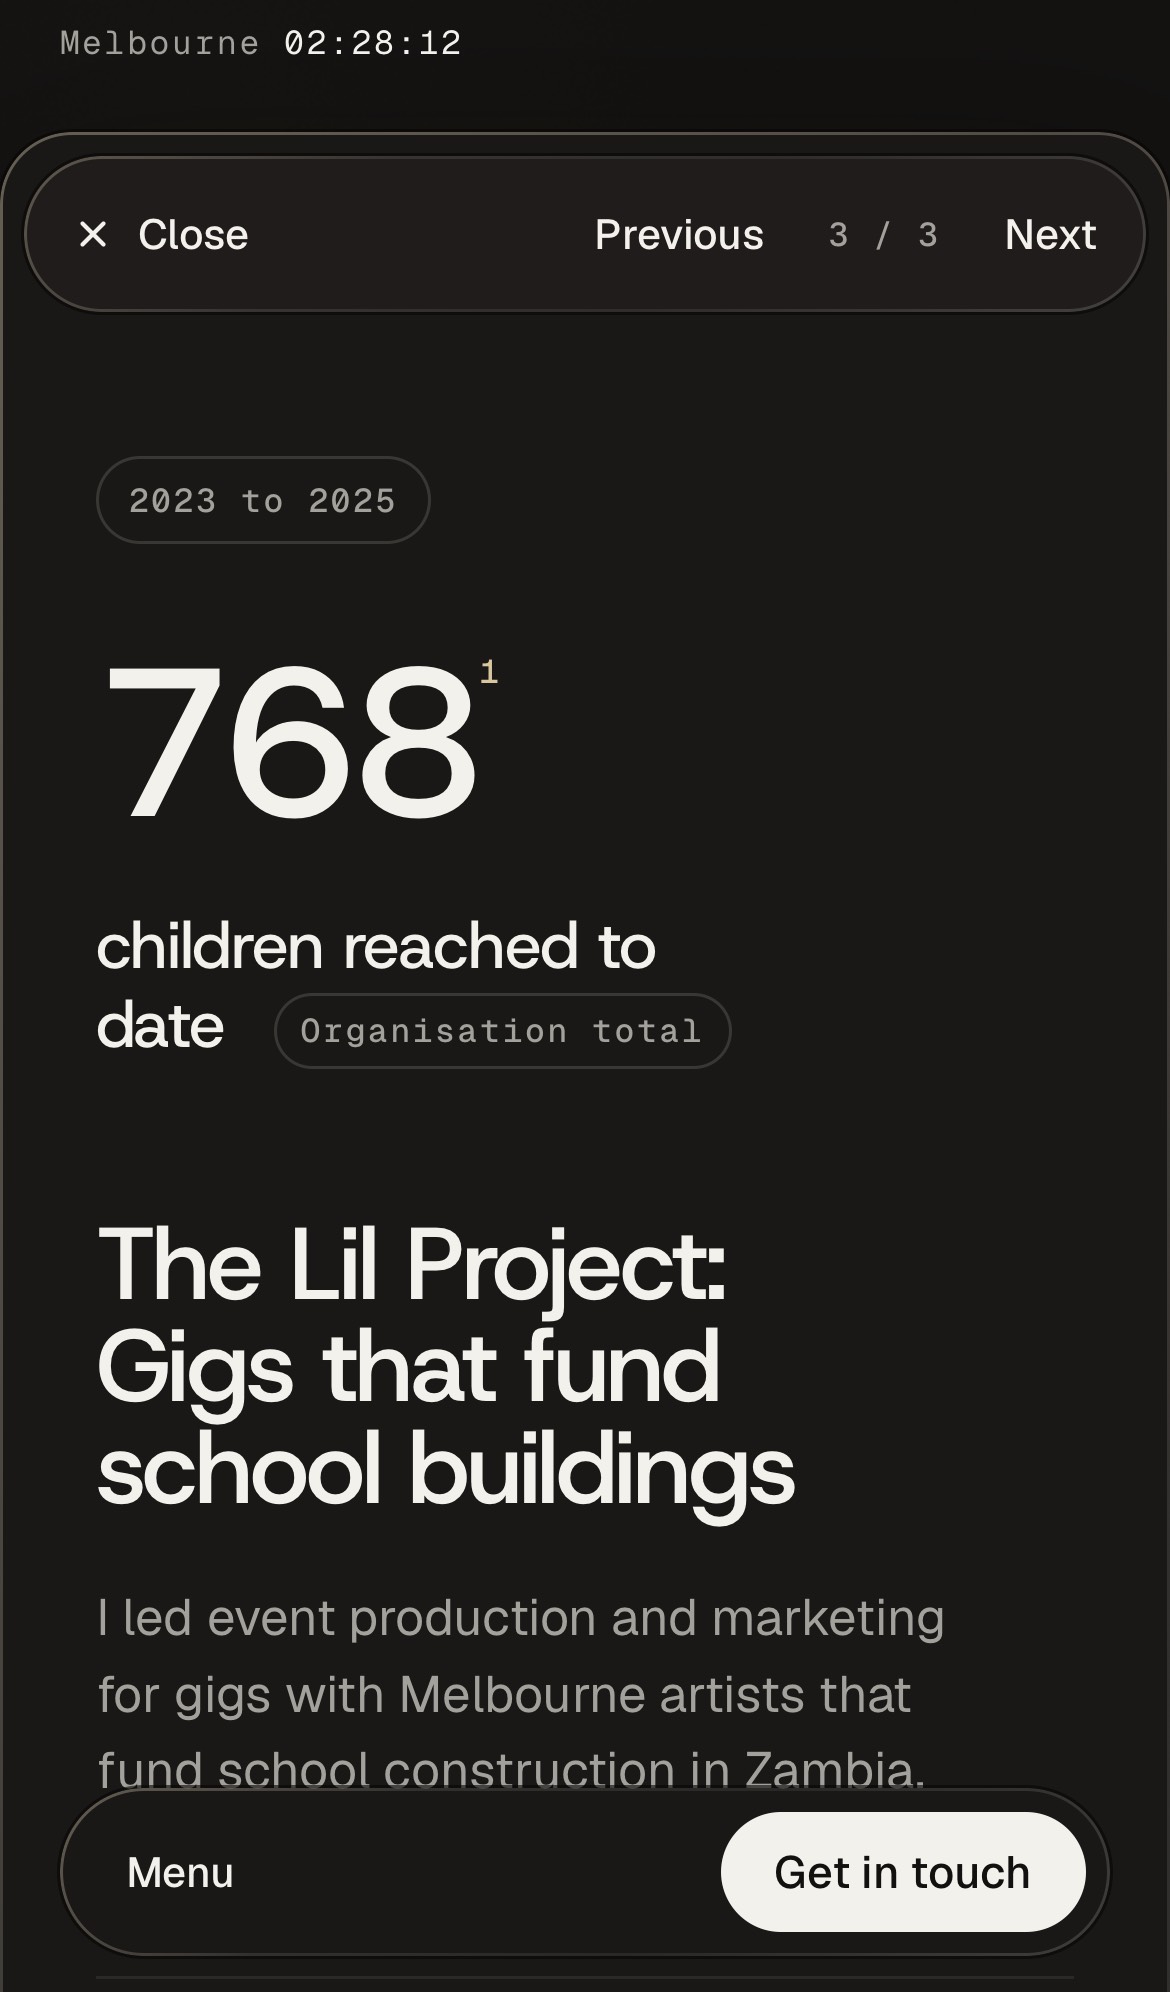 Melbourne 02:28:12
× Close Previous 3 / 3 Next
2023 to 2025
768¹
children reached to
date Organisation total
The Lil Project:
Gigs that fund
school buildings
I led event production and marketing
for gigs with Melbourne artists that
fund school construction in Zambia.
Menu Get in touch